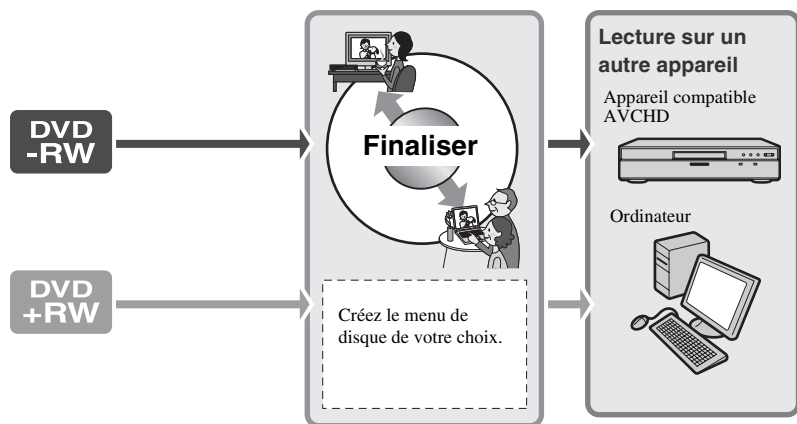 DVD
-RW
Finaliser
Lecture sur un
autre appareil
Appareil compatible
AVCHD
Ordinateur
DVD
+RW
Créez le menu de
disque de votre choix.